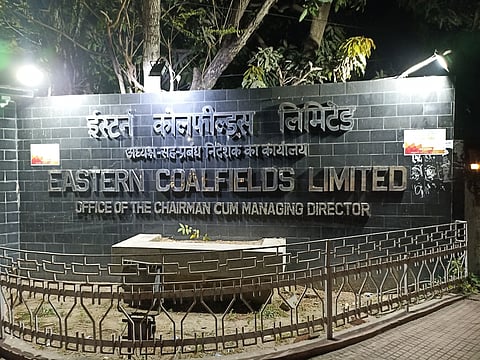 ईस्टर्न कोलफील्ड्स लिमिटेड
अध्यक्ष-सह-प्रबंध निदेशक का कार्यालय
EASTERN COALFIELDS LIMITED
OFFICE OF THE CHAIRMAN CUM MANAGING DIRECTOR